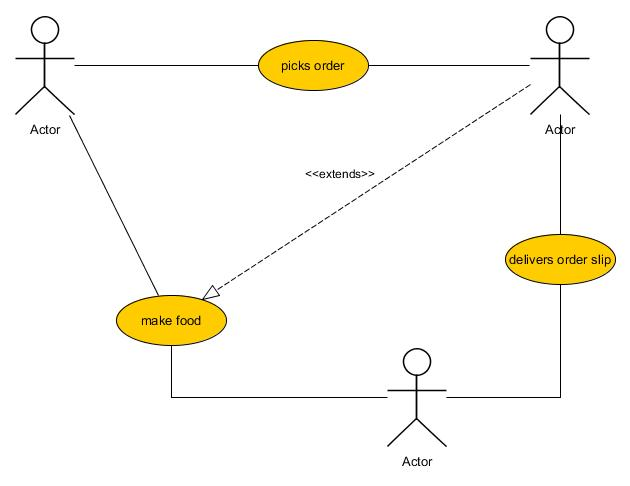 picks order
Actor
Actor
<<extends>>
delivers order slip
make food
Actor